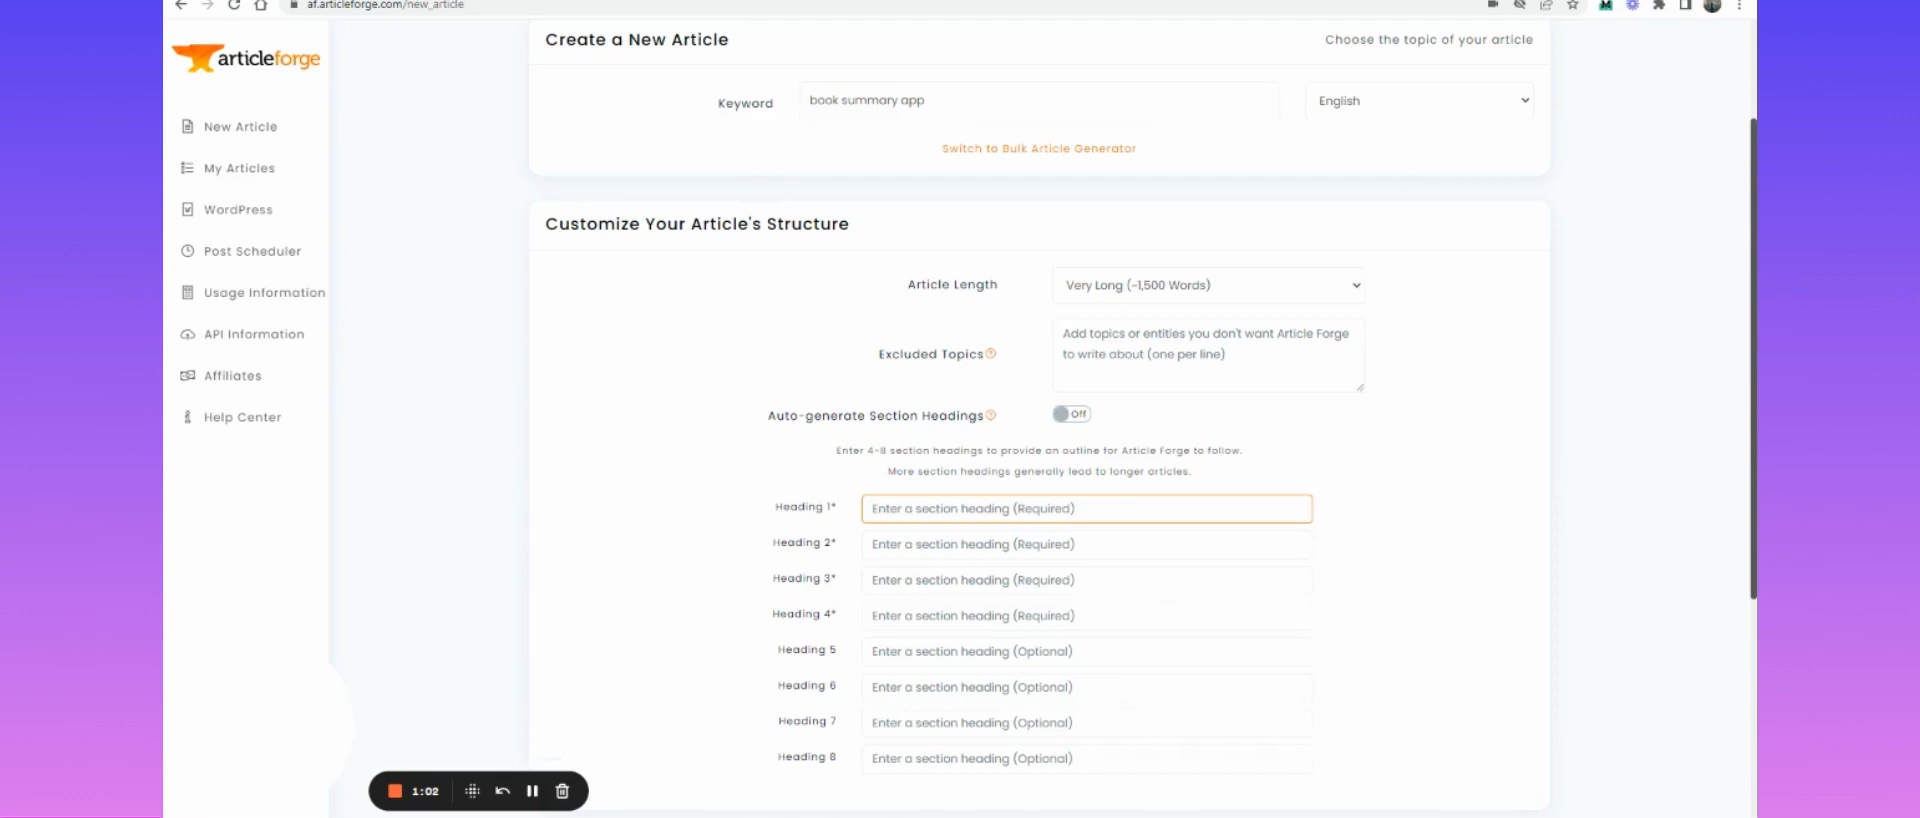 af.articleforge.com/new_article
articleforge
New Article
My Articles
WordPress
Post Scheduler
Usage Information
API Information
Affiliates
Help Center
Create a New Article
Choose the topic of your article
Keyword
book summary app
English
Switch to Bulk Article Generator
Customize Your Article's Structure
Article Length
Very Long (~1,500 Words)
Excluded Topics
Add topics or entities you don't want Article Forge
to write about (one per line)
Auto-generate Section Headings
Off
Enter 4-8 section headings to provide an outline for Article Forge to follow.
More section headings generally lead to longer articles.
Heading 1*
Enter a section heading (Required)
Heading 2*
Enter a section heading (Required)
Heading 3*
Enter a section heading (Required)
Heading 4*
Enter a section heading (Required)
Heading 5
Enter a section heading (Optional)
Heading 6
Enter a section heading (Optional)
Heading 7
Enter a section heading (Optional)
Heading 8
Enter a section heading (Optional)
1:02